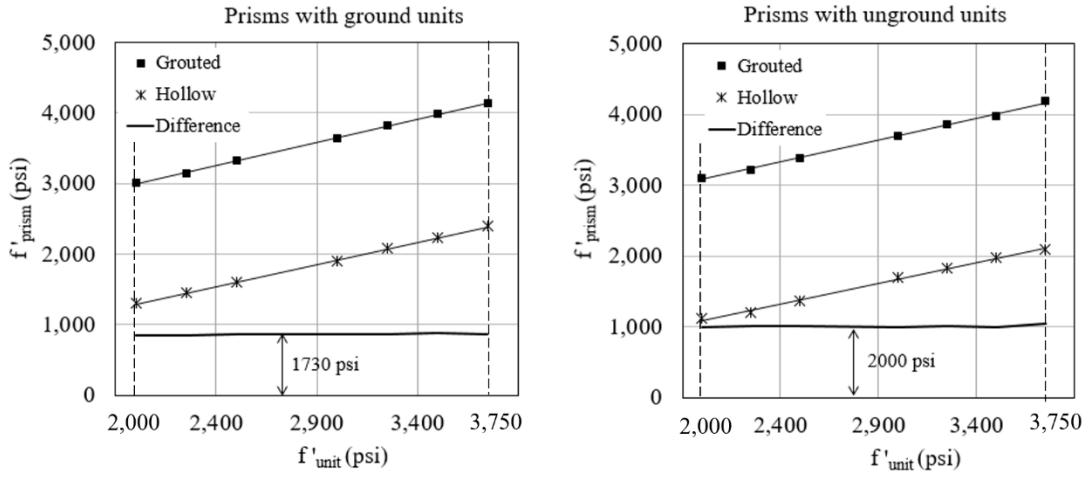 Prisms with ground units
5,000
4,000
3,000
2,000
1,000
0
f'prism (psi)
Grouted
Hollow
Difference
1730 psi
2,000 2,400 2,900 3,400 3,750
f'unit (psi)
Prisms with unground units
5,000
4,000
3,000
2,000
1,000
0
f'prism (psi)
Grouted
Hollow
Difference
2000 psi
2,000 2,400 2,900 3,400 3,750
f'unit (psi)